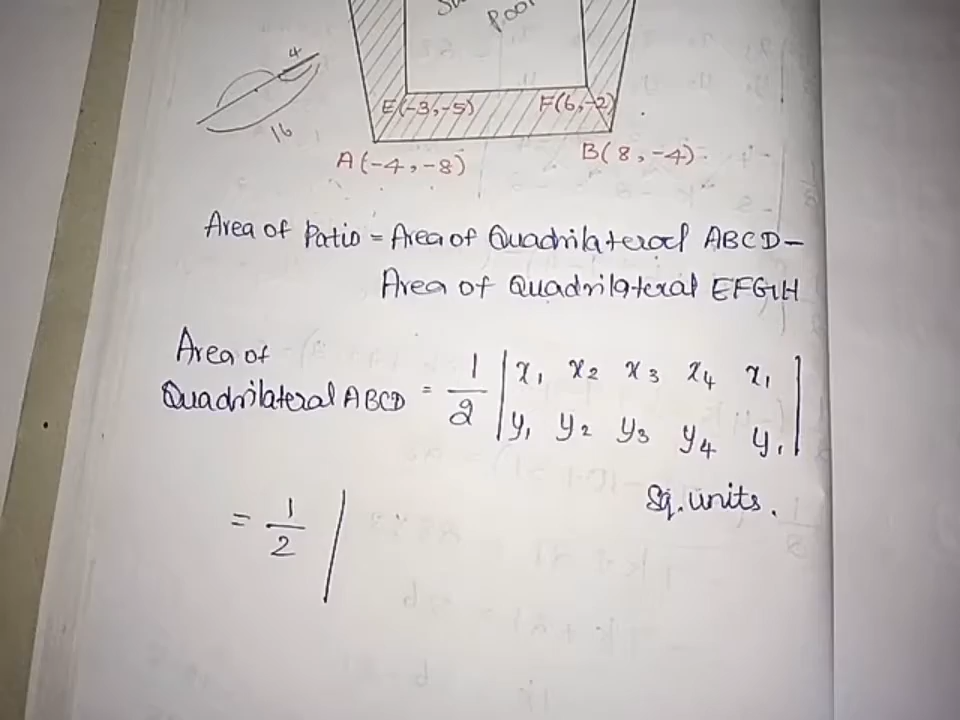 Pool
4
16
E(-3,-5) F(6,-2)
A(-4,-8) B(8,-4)
Area of Patio = Area of Quadrilateral ABCD -
Area of Quadrilateral EFGH
Area of
Quadrilateral ABCD = 1/2 | x₁ x₂ x₃ x₄ x₁
y₁ y₂ y₃ y₄ y₁ |
Sq. units.
= 1/2 |